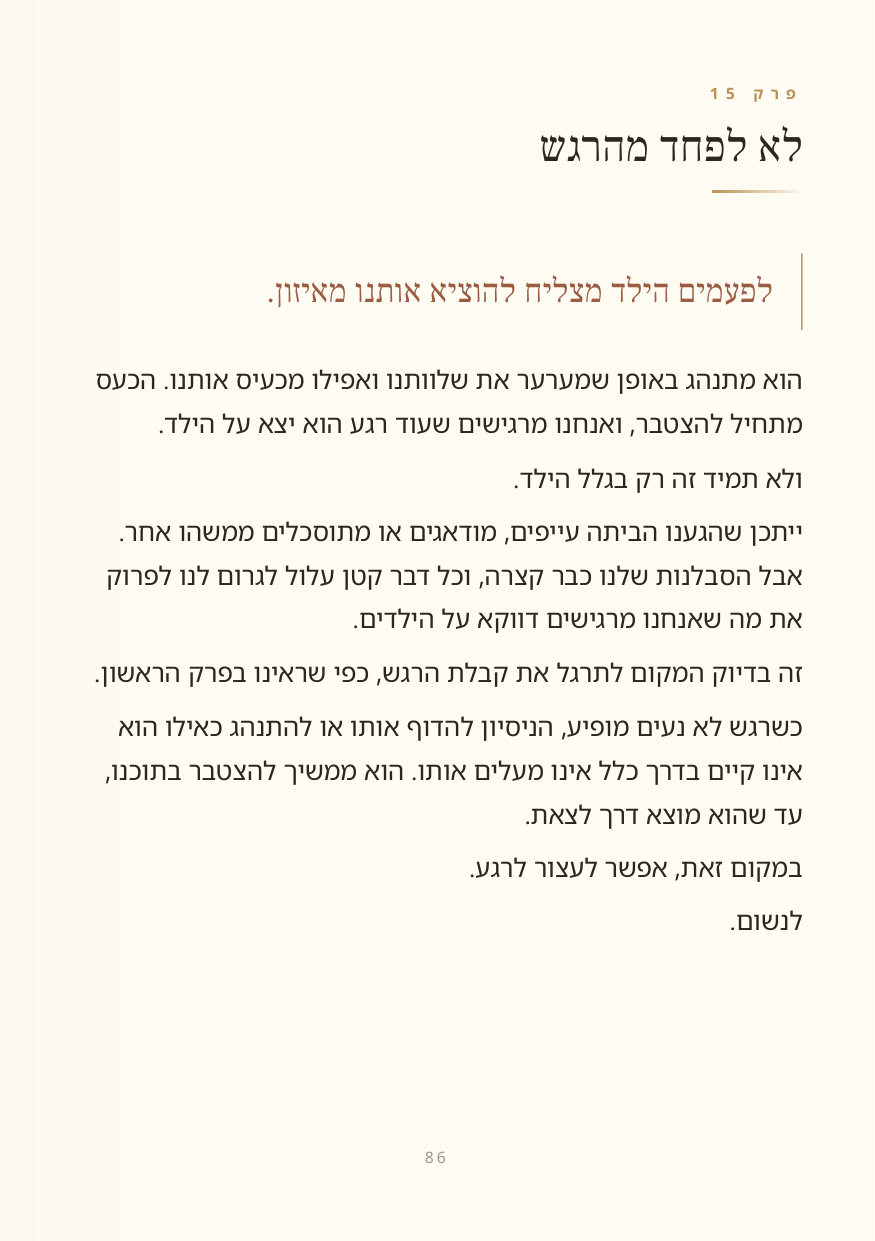 פרק 15
לא לפחד מהרגש
לפעמים הילד מצליח להוציא אותנו מאיזון.
הוא מתנהג באופן שמערער את שלוותנו ואפילו מכעיס אותנו. הכעס
מתחיל להצטבר, ואנחנו מרגישים שעוד רגע הוא יצא על הילד.
ולא תמיד זה רק בגלל הילד.
ייתכן שהגענו הביתה עייפים, מודאגים או מתוסכלים ממשהו אחר.
אבל הסבלנות שלנו כבר קצרה, וכל דבר קטן עלול לגרום לנו לפרוק
את מה שאנחנו מרגישים דווקא על הילדים.
זה בדיוק המקום לתרגל את קבלת הרגש, כפי שראינו בפרק הראשון.
כשרגש לא נעים מופיע, הניסיון להדוף אותו או להתנהג כאילו הוא
אינו קיים בדרך כלל אינו מעלים אותו. הוא ממשיך להצטבר בתוכנו,
עד שהוא מוצא דרך לצאת.
במקום זאת, אפשר לעצור לרגע.
לנשום.
86